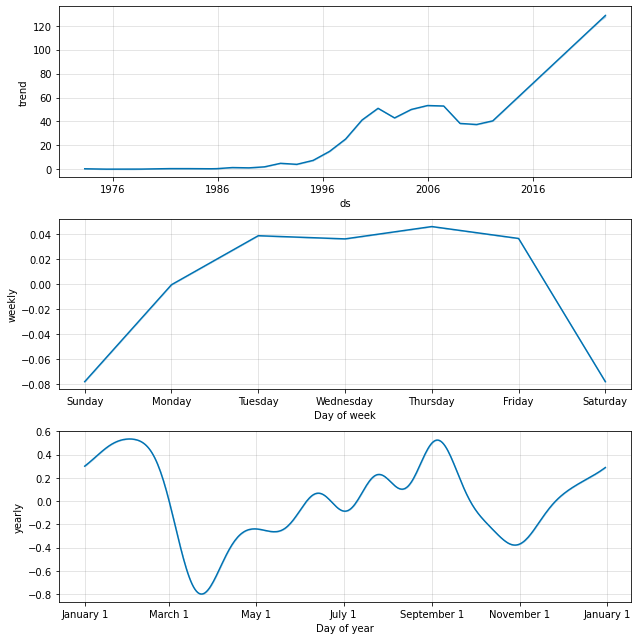 120
100
80
60
40
20
0
trend
1976 1986 1996 2006 2016
ds
0.04
0.02
0.00
−0.02
−0.04
−0.06
−0.08
weekly
Sunday Monday Tuesday Wednesday Thursday Friday Saturday
Day of week
0.6
0.4
0.2
0.0
−0.2
−0.4
−0.6
−0.8
yearly
January 1 March 1 May 1 July 1 September 1 November 1 January 1
Day of year